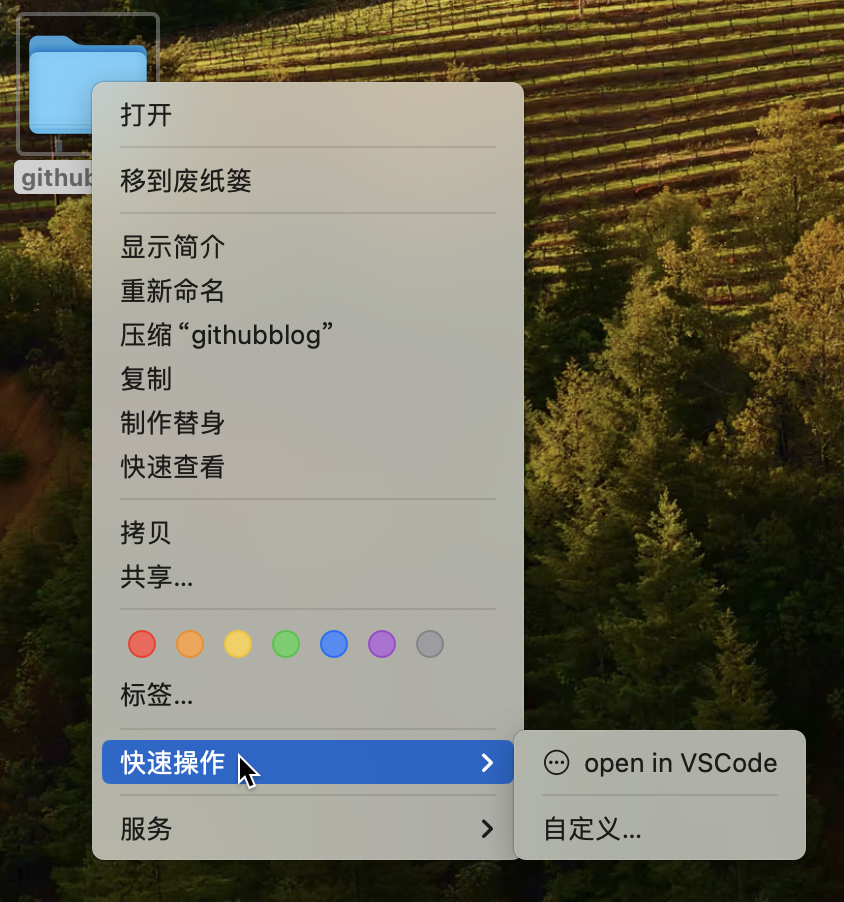 github
打开
移到废纸篓
显示简介
重新命名
压缩“githubblog”
复制
制作替身
快速查看
拷贝
共享...
标签...
快速操作
open in VSCode
自定义...
服务